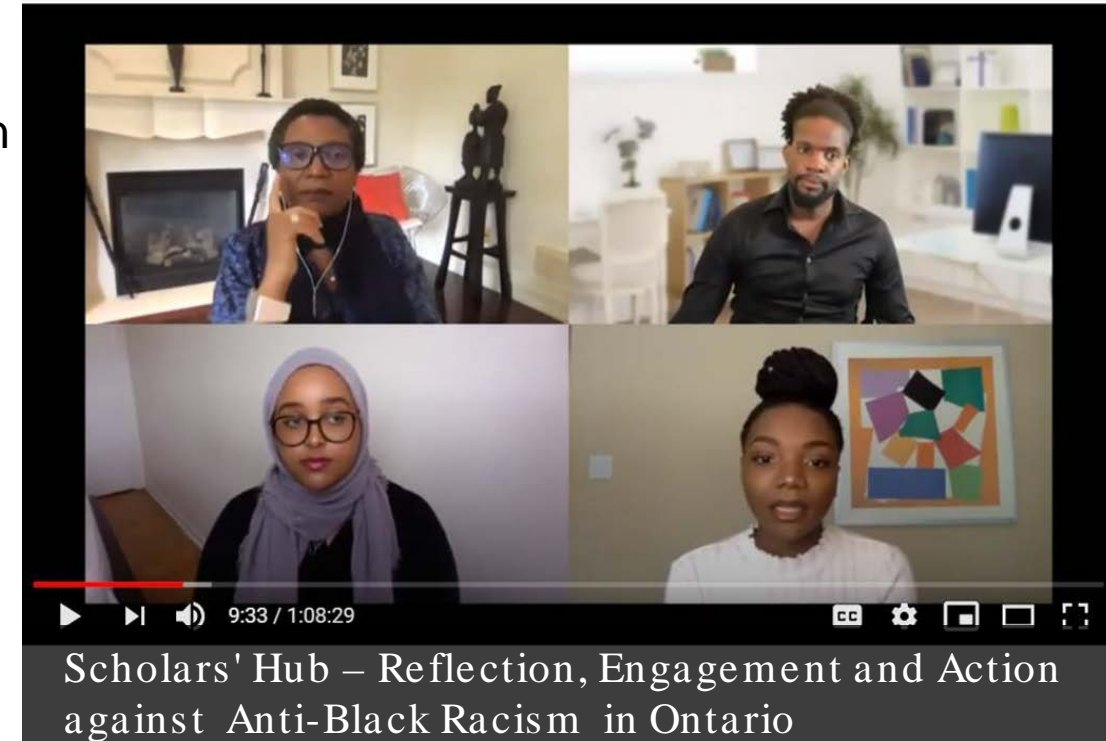 n
9:33 / 1:08:29
CC
Scholars' Hub – Reflection, Engagement and Action
against Anti-Black Racism in Ontario